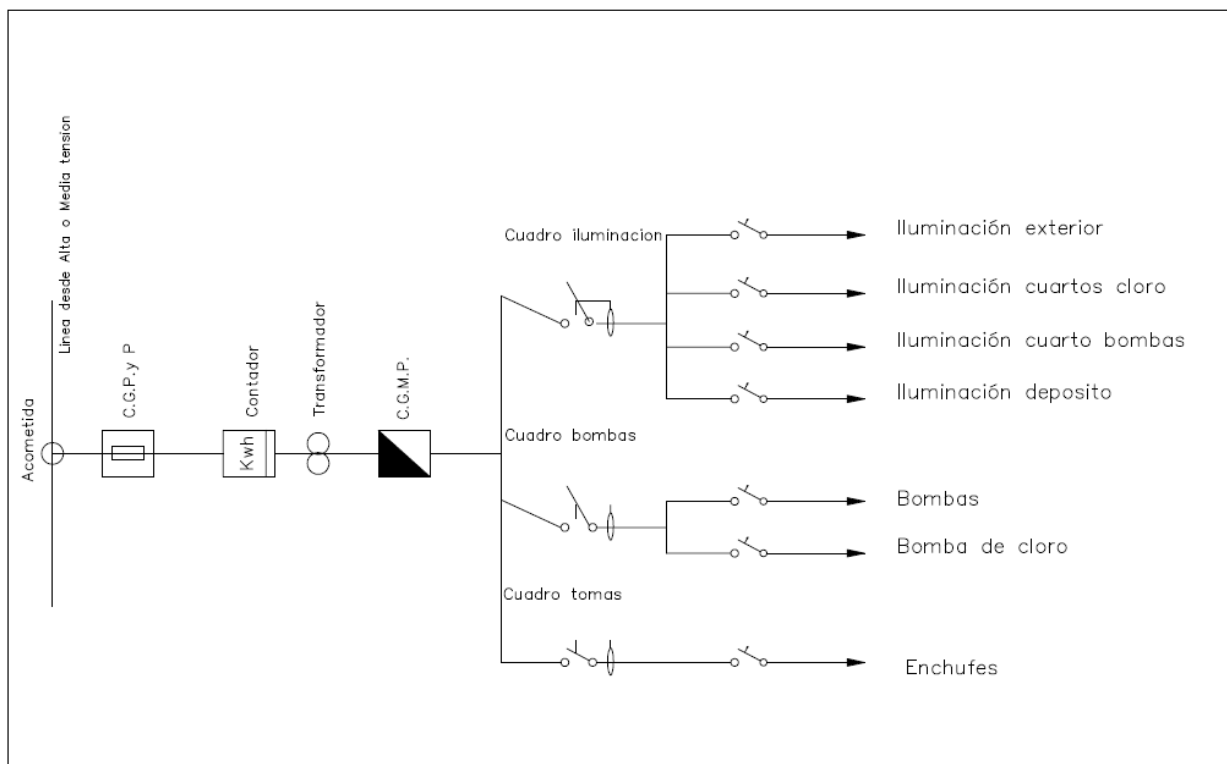 Acometida
Linea desde Alta o Media tension
C.G.P.y P
Contador
Kwh
Transformador
C.G.M.P.
Cuadro iluminacion
Iluminación exterior
Iluminación cuartos cloro
Iluminación cuarto bombas
Iluminación deposito
Cuadro bombas
Bombas
Bomba de cloro
Cuadro tomas
Enchufes